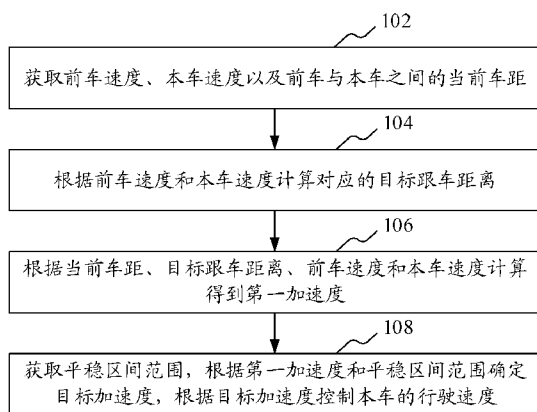 102
获取前车速度、本车速度以及前车与本车之间的当前车距
104
根据前车速度和本车速度计算对应的目标跟车距离
106
根据当前车距、目标跟车距离、前车速度和本车速度计算
得到第一加速度
108
获取平稳区间范围，根据第一加速度和平稳区间范围确定
目标加速度，根据目标加速度控制本车的行驶速度